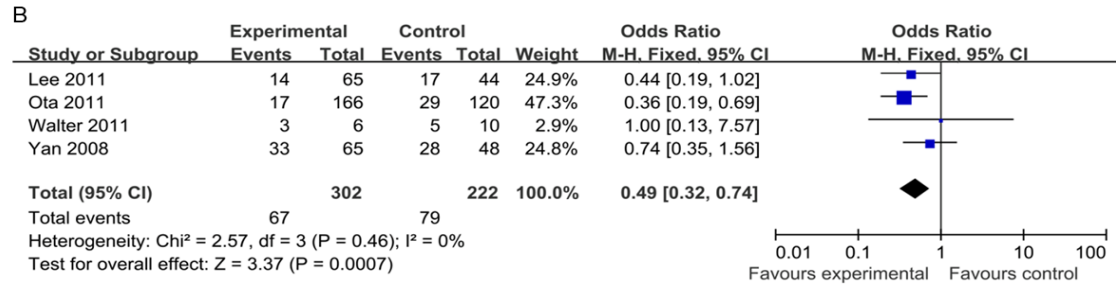 B
Experimental Control Odds Ratio Odds Ratio
Study or Subgroup Events Total Events Total Weight M-H, Fixed, 95% CI M-H, Fixed, 95% CI
Lee 2011 14 65 17 44 24.9% 0.44 [0.19, 1.02]
Ota 2011 17 166 29 120 47.3% 0.36 [0.19, 0.69]
Walter 2011 3 6 5 10 2.9% 1.00 [0.13, 7.57]
Yan 2008 33 65 28 48 24.8% 0.74 [0.35, 1.56]
Total (95% CI) 302 222 100.0% 0.49 [0.32, 0.74]
Total events 67 79
Heterogeneity: Chi² = 2.57, df = 3 (P = 0.46); I² = 0%
Test for overall effect: Z = 3.37 (P = 0.0007)
0.01 0.1 1 10 100
Favours experimental Favours control